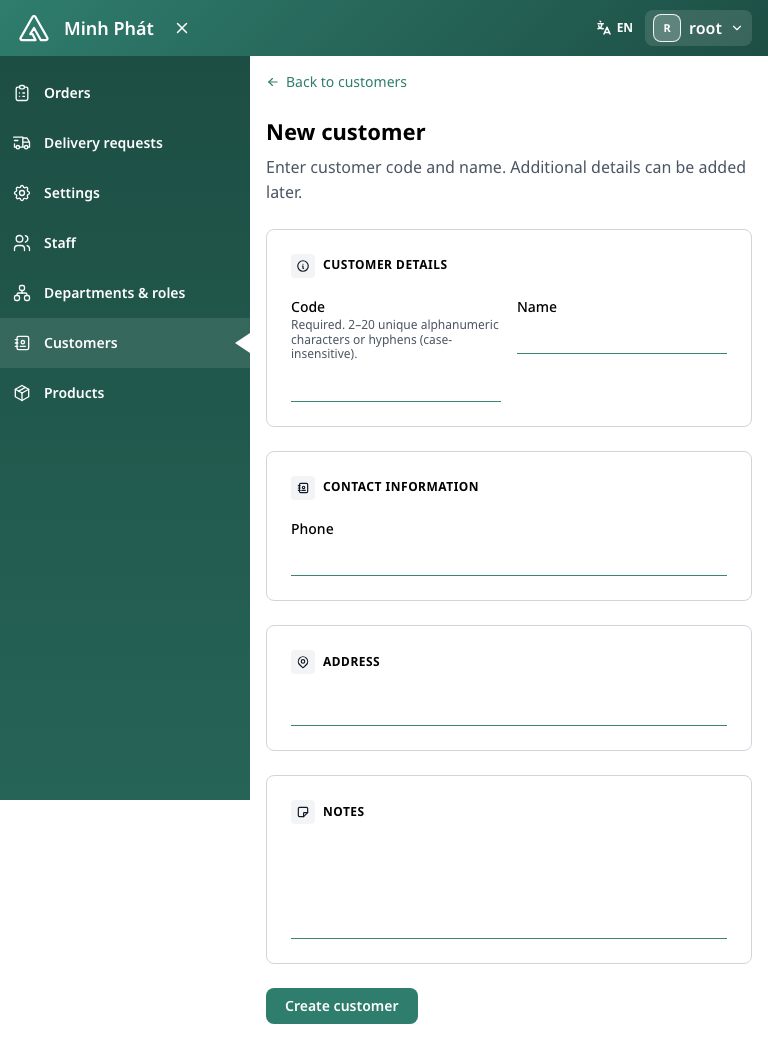 Minh Phát
EN
R
root
Orders
Delivery requests
Settings
Staff
Departments & roles
Customers
Products
Back to customers
New customer
Enter customer code and name. Additional details can be added
later.
CUSTOMER DETAILS
Code
Required. 2–20 unique alphanumeric
characters or hyphens (case-
insensitive).
Name
CONTACT INFORMATION
Phone
ADDRESS
NOTES
Create customer